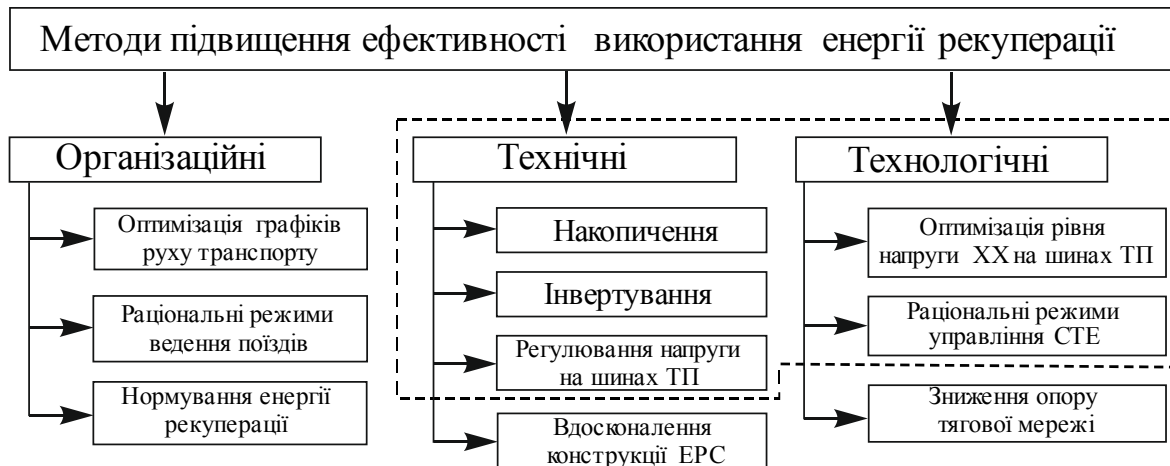 Методи підвищення ефективності використання енергії рекуперації
Організаційні
Оптимізація графіків
руху транспорту
Раціональні режими
ведення поїздів
Нормування енергії
рекуперації
Технічні
Накопичення
Інвертування
Регулювання напруги
на шинах ТП
Вдосконалення
конструкції ЕРС
Технологічні
Оптимізація рівня
напруги ХХ на шинах ТП
Раціональні режими
управління СТЕ
Зниження опору
тягової мережі